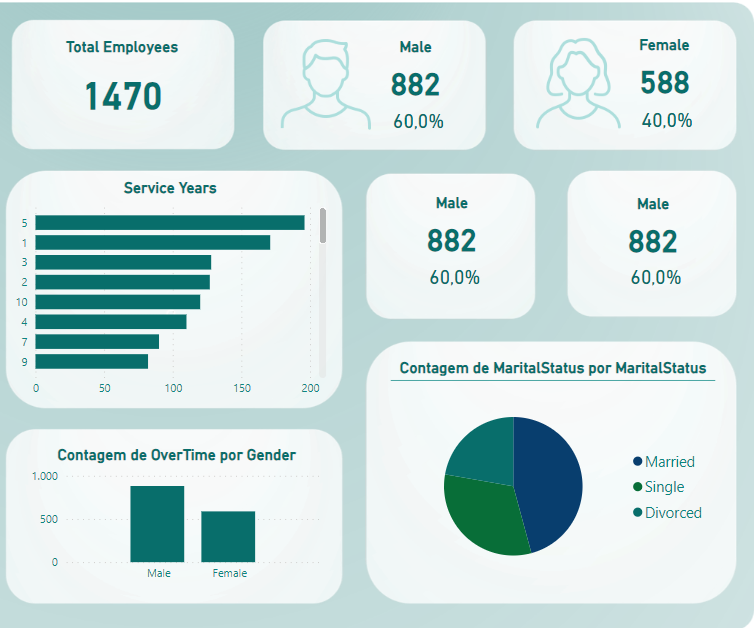 Total Employees
1470
Male
882
60,0%
Female
588
40,0%
Service Years
5
1
3
2
10
4
7
9
0
50
100
150
200
Male
882
60,0%
Male
882
60,0%
Contagem de MaritalStatus por MaritalStatus
Married
Single
Divorced
Contagem de OverTime por Gender
1.000
500
0
Male
Female